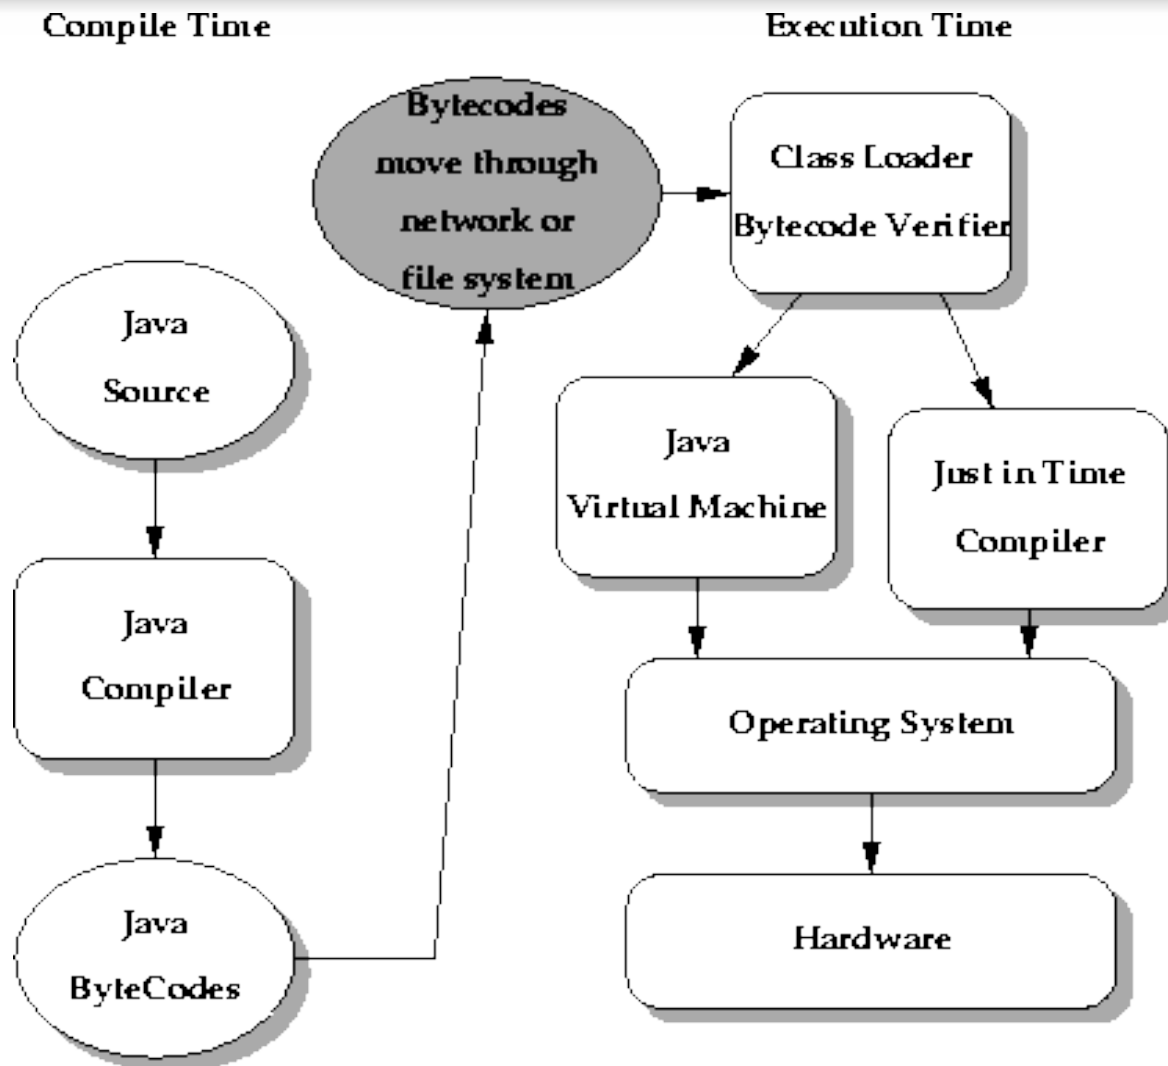 Compile Time
Execution Time
Bytecodes
move through
network or
file system
Class Loader
Bytecode Verifier
Java
Source
Java
Virtual Machine
Just in Time
Compiler
Java
Compiler
Operating System
Java
ByteCodes
Hardware